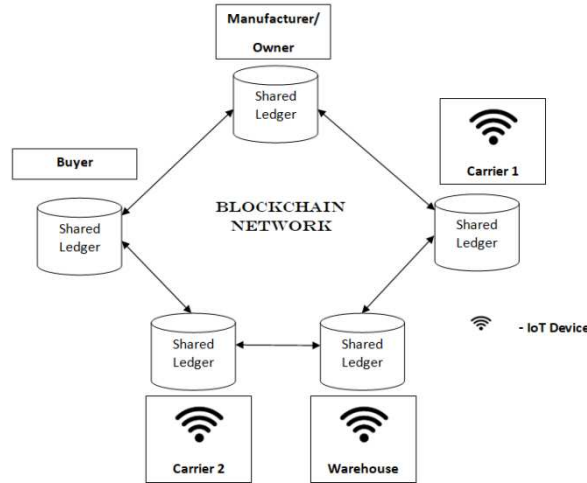 Manufacturer/
Owner
Shared
Ledger
Carrier 1
Buyer
Shared
Ledger
BLOCKCHAIN
NETWORK
Shared
Ledger
Shared
Ledger
Shared
Ledger
- IoT Device
Carrier 2
Warehouse